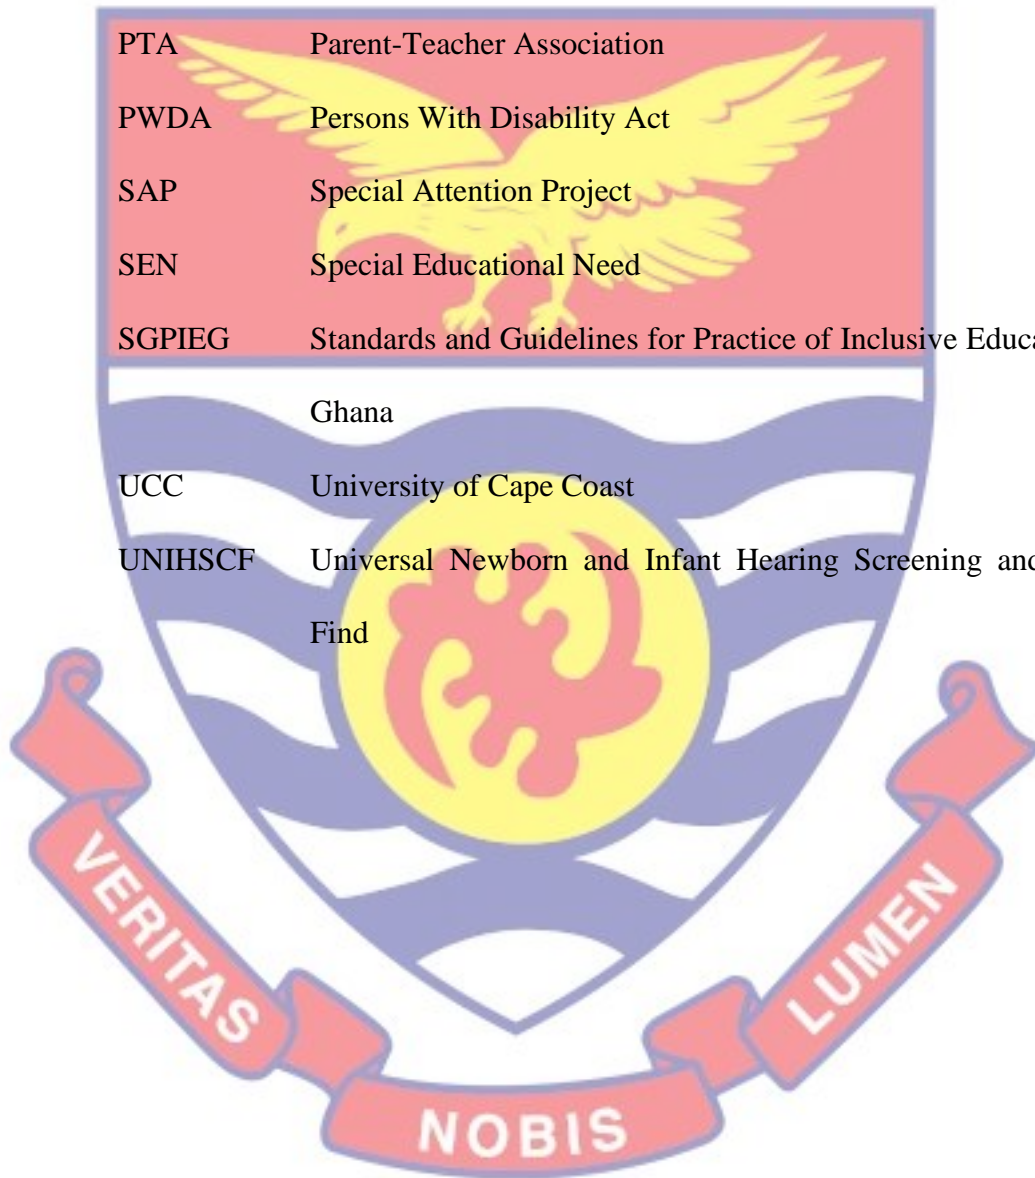 PTA Parent-Teacher Association
PWDA Persons With Disability Act
SAP Special Attention Project
SEN Special Educational Need
SGPIEG Standards and Guidelines for Practice of Inclusive
Ghana
UCC University of Cape Coast
UNIHSCF Universal Newborn and Infant Hearing Screening and
Find
VERITAS
LUMEN
NOBIS